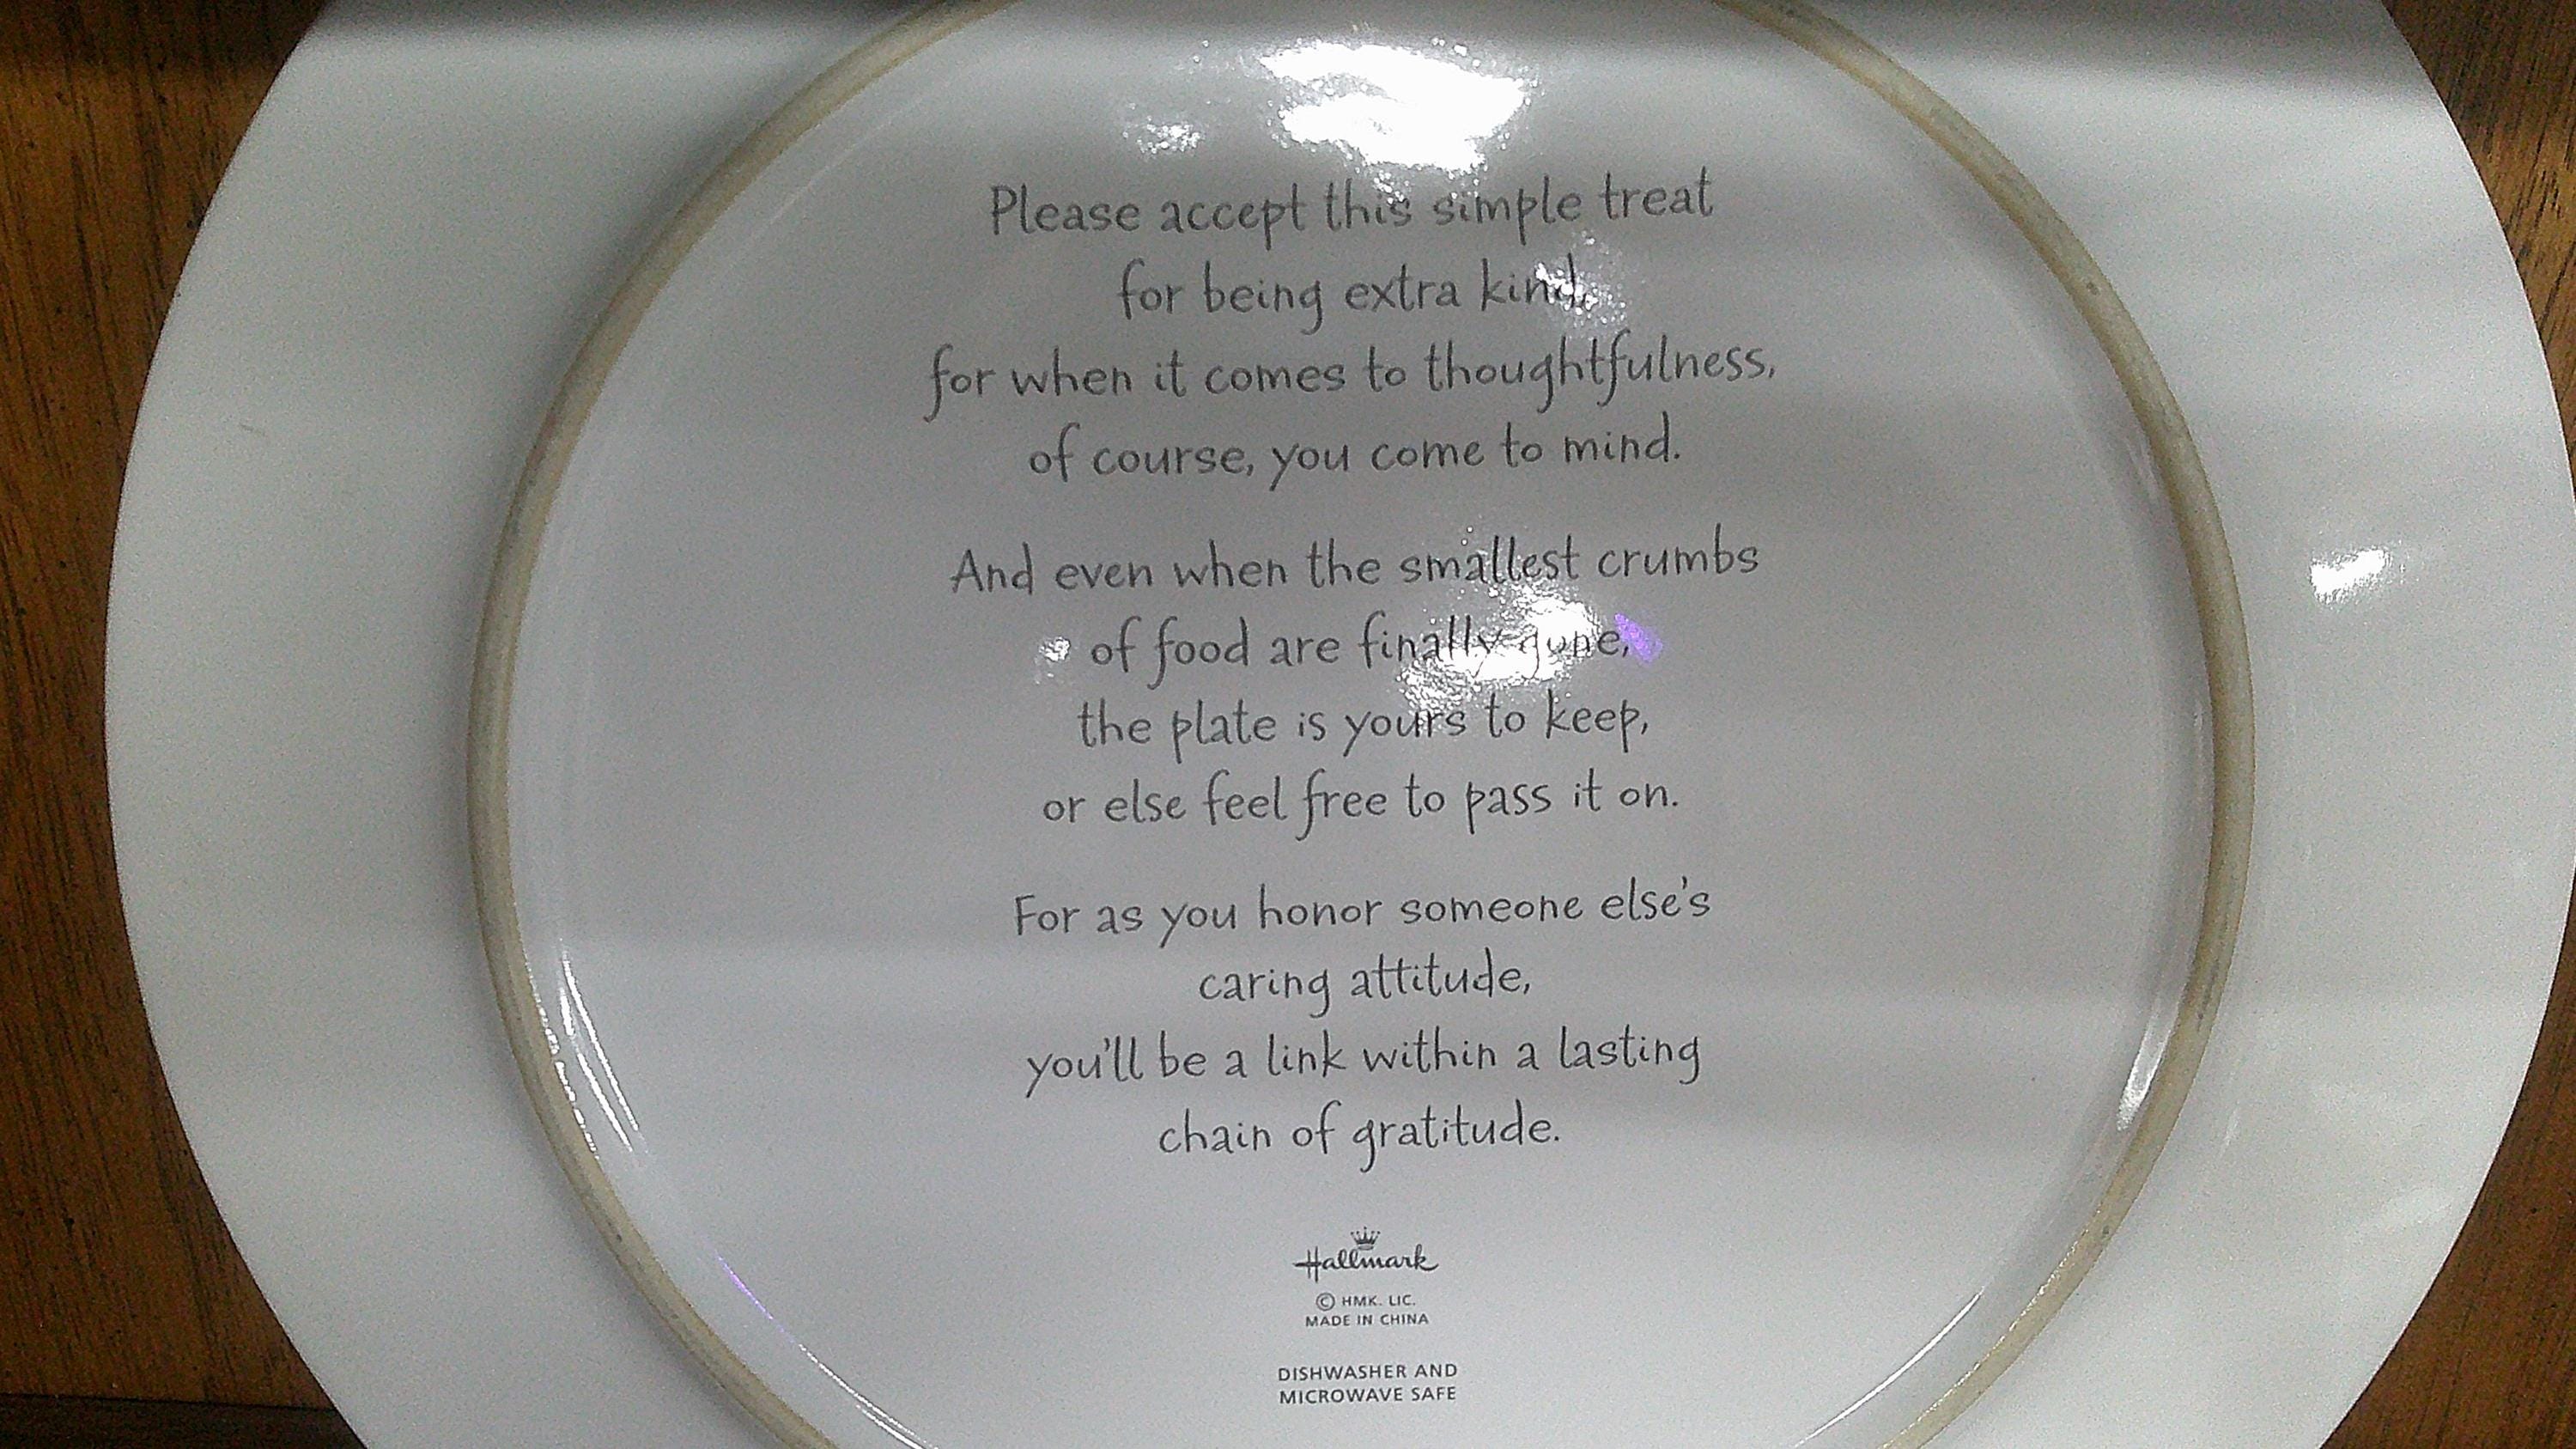 Please accept this simple treat
for being extra kind,
for when it comes to thoughtfulness,
of course, you come to mind.
And even when the smallest crumbs
of food are finally gone,
the plate is yours to keep,
or else feel free to pass it on.
For as you honor someone else's
caring attitude,
you'll be a link within a lasting
chain of gratitude.
Hallmark
© HMK. LIC.
MADE IN CHINA
DISHWASHER AND
MICROWAVE SAFE